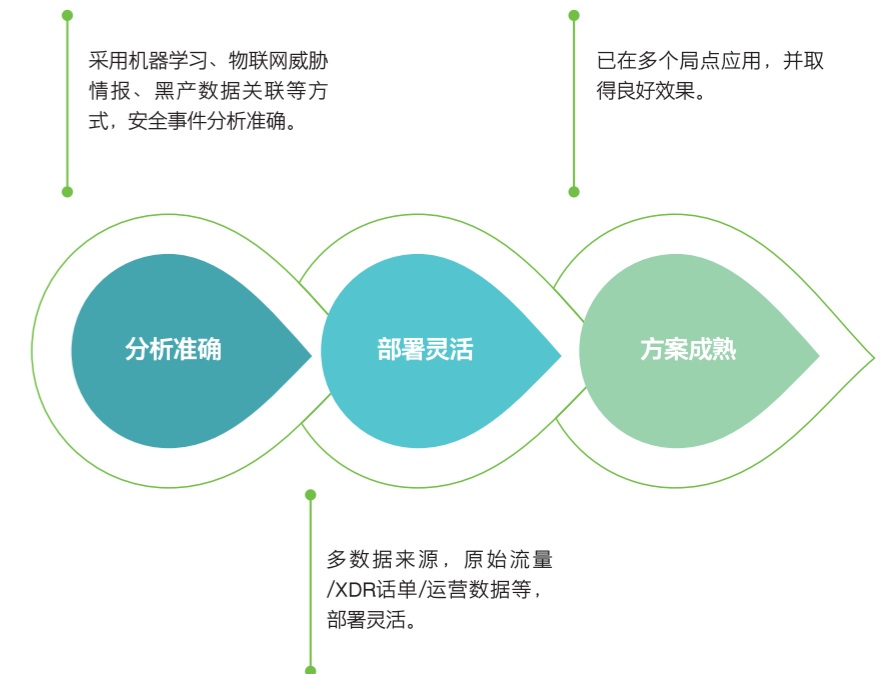 采用机器学习、物联网威胁
情报、黑产数据关联等方
式，安全事件分析准确。
已在多个局点应用，并取
得良好效果。
分析准确
部署灵活
方案成熟
多数据来源，原始流量
/XDR话单/运营数据等，
部署灵活。